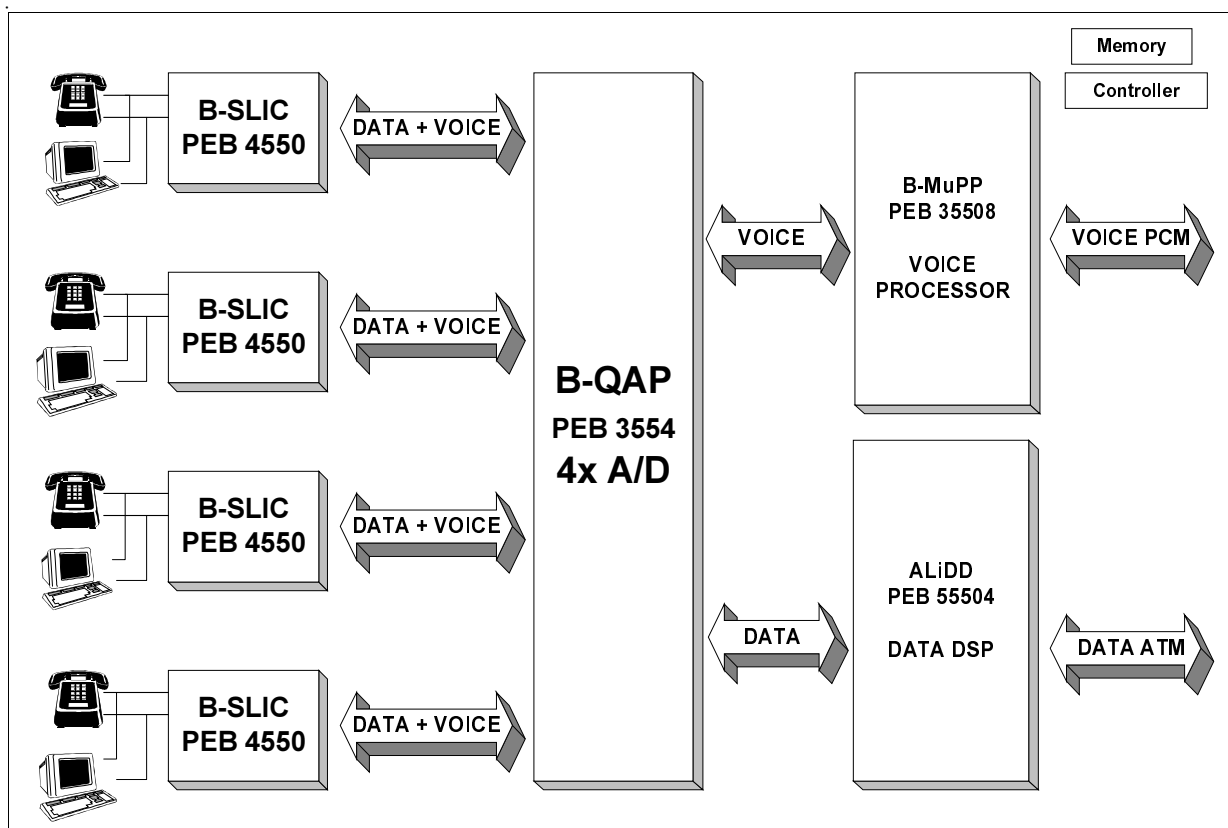 Memory
Controller
B-SLIC
PEB 4550
DATA + VOICE
B-SLIC
PEB 4550
DATA + VOICE
B-SLIC
PEB 4550
DATA + VOICE
B-SLIC
PEB 4550
DATA + VOICE
B-QAP
PEB 3554
4x A/D
VOICE
B-MuPP
PEB 35508
VOICE
PROCESSOR
VOICE PCM
DATA
ALiDD
PEB 55504
DATA DSP
DATA ATM